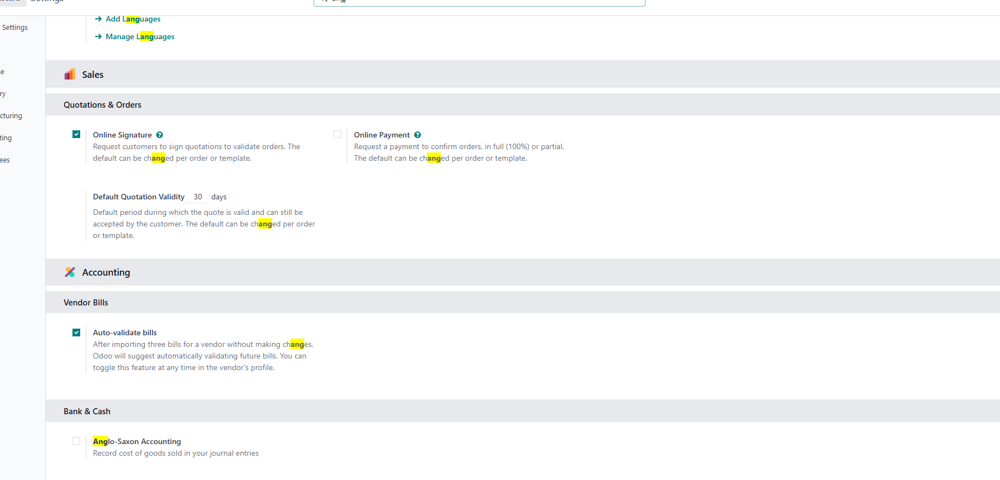 Settings
Add Languages
Settings
Manage Languages
Sales
Quotations & Orders
Online Signature
Online Payment
Request customers to sign quotations to validate orders. The
default can be changed per order or template.
Request a payment to confirm orders, in full (100%) or partial.
The default can be changed per order or template.
Default Quotation Validity 30 days
Default period during which the quote is valid and can still be
accepted by the customer. The default can be changed per order
or template.
Accounting
Vendor Bills
Auto-validate bills
After importing three bills for a vendor without making changes,
Odoo will suggest automatically validating future bills. You can
toggle this feature at any time in the vendor's profile.
Bank & Cash
Anglo-Saxon Accounting
Record cost of goods sold in your journal entries